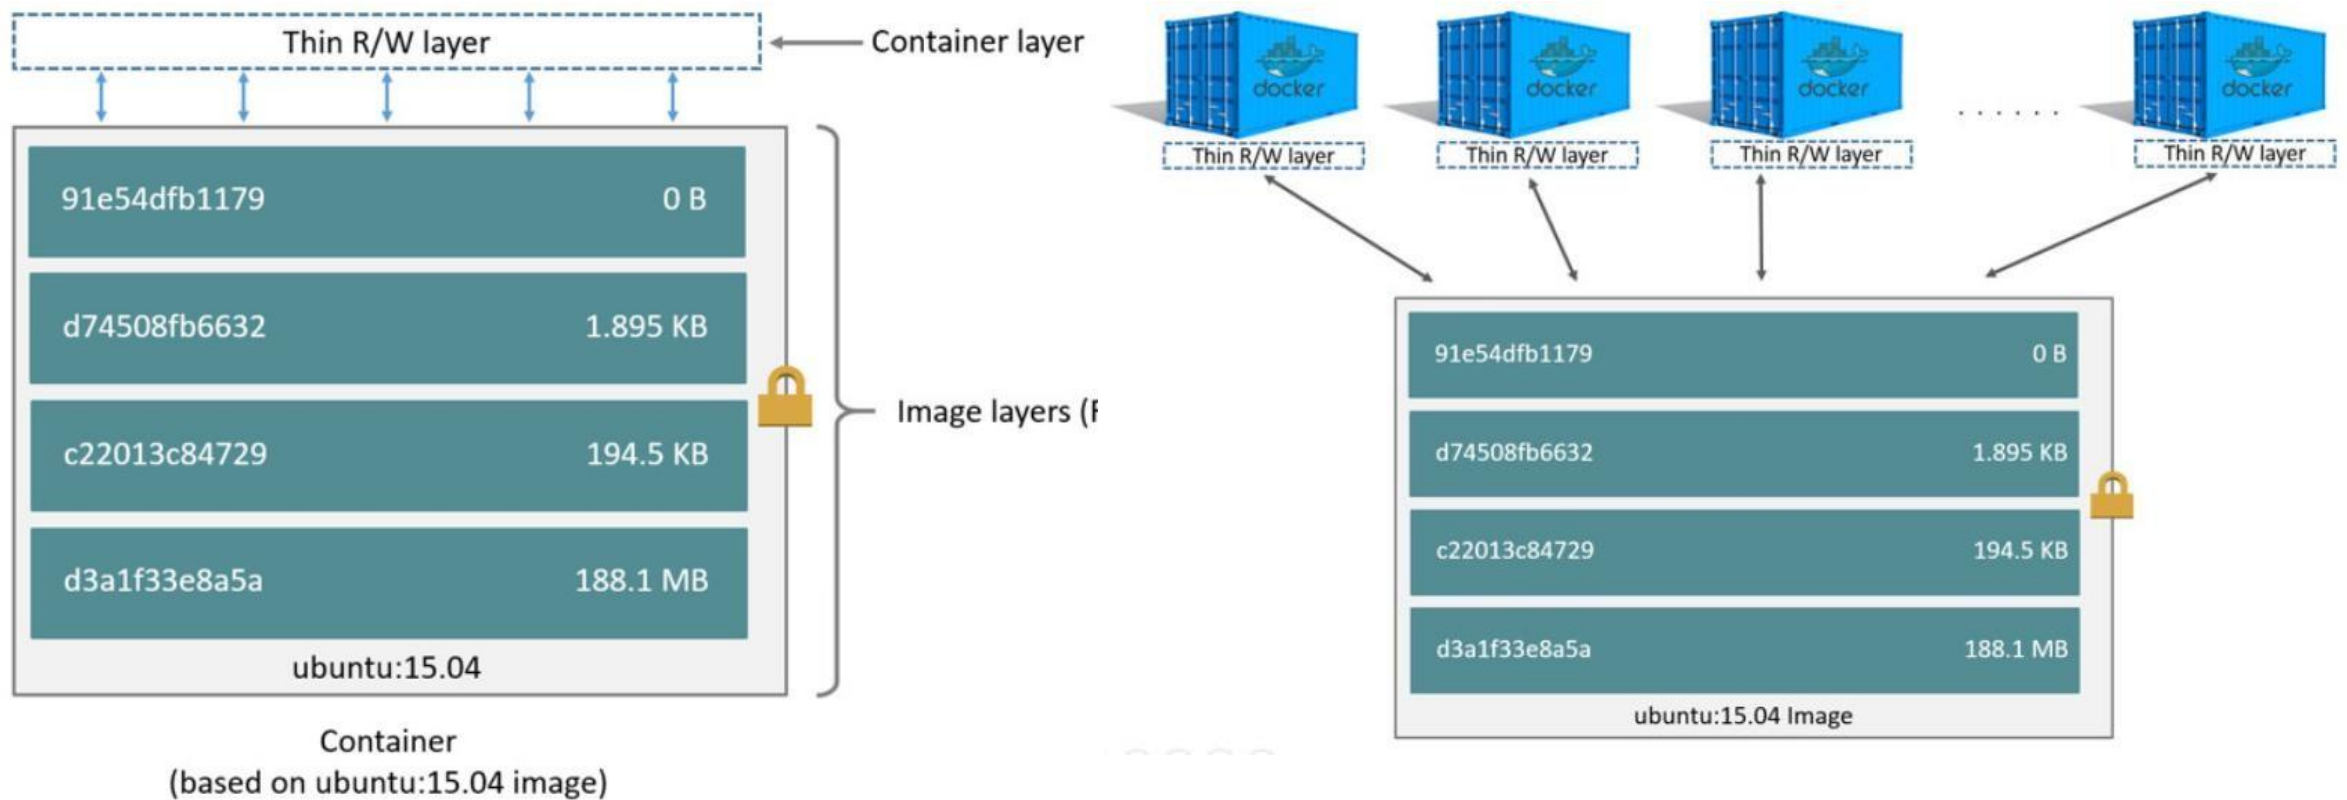 Thin R/W layer
Container layer
91e54dfb1179 0 B
d74508fb6632 1.895 KB
c22013c84729 194.5 KB
d3a1f33e8a5a 188.1 MB
ubuntu:15.04
Image layers (
Container
(based on ubuntu:15.04 image)
docker
docker
docker
. . . . . .
docker
Thin R/W layer
Thin R/W layer
Thin R/W layer
Thin R/W layer
91e54dfb1179 0 B
d74508fb6632 1.895 KB
c22013c84729 194.5 KB
d3a1f33e8a5a 188.1 MB
ubuntu:15.04 Image